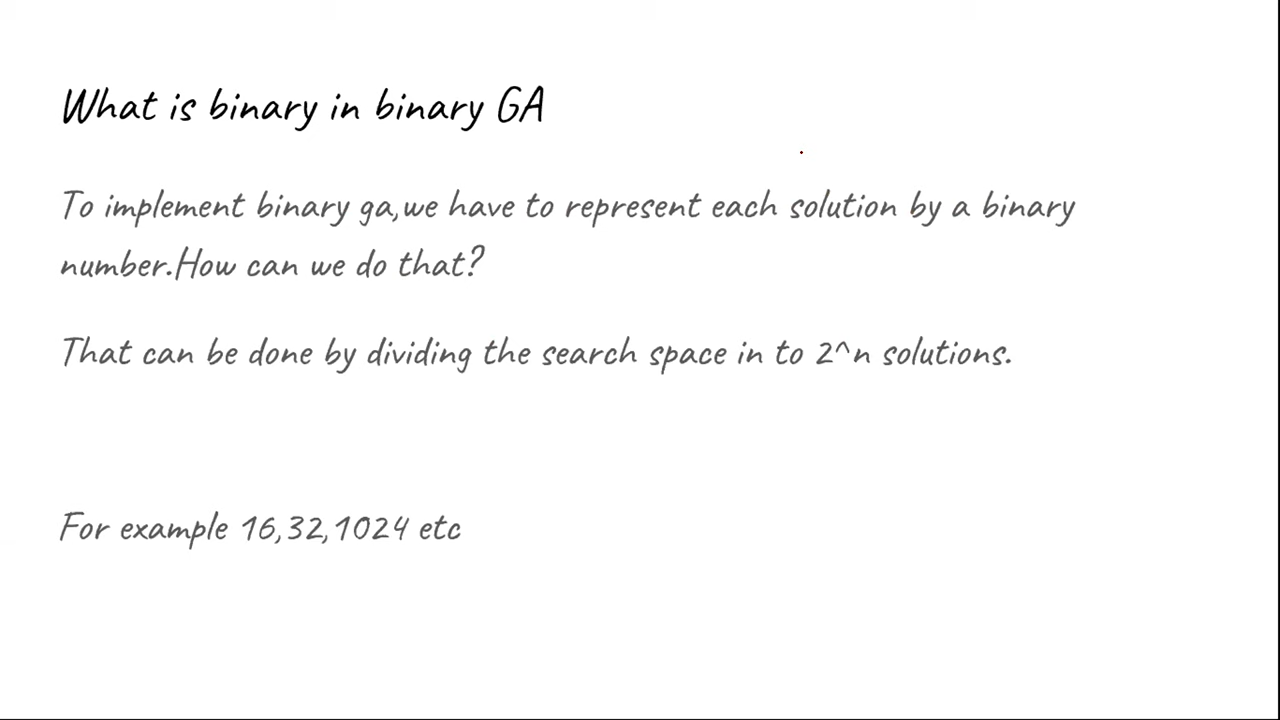 What is binary in binary GA
To implement binary ga,we have to represent each solution by a binary
number.How can we do that?
That can be done by dividing the search space in to 2^n solutions.
For example 16,32,1024 etc